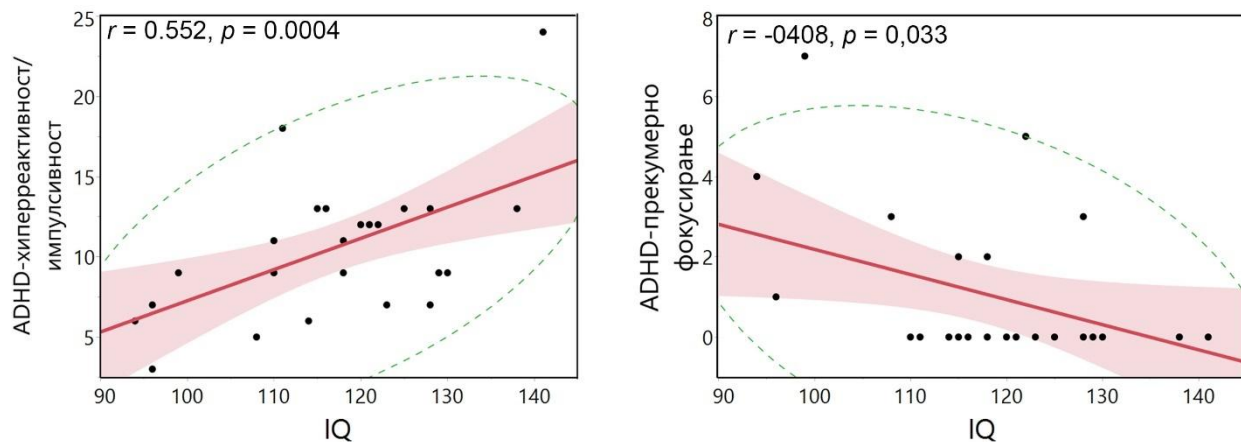 r = 0.552, p = 0.0004
ADHD-хиперреактивност/
импулсивност
25
20
15
10
5
90 100 110 120 130 140
IQ
r = -0408, p = 0,033
ADHD-прекумерно
фокусирање
8
6
4
2
0
90 100 110 120 130 140
IQ